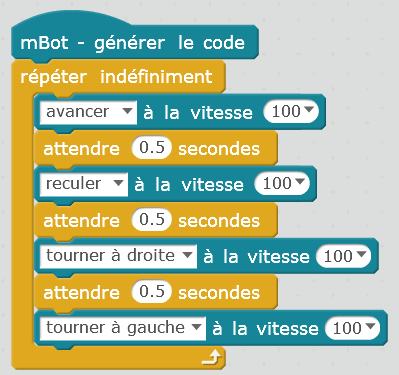 mBot - générer le code
répéter indéfiniment
avancer à la vitesse 100
attendre 0.5 secondes
reculer à la vitesse 100
attendre 0.5 secondes
tourner à droite à la vitesse 100
attendre 0.5 secondes
tourner à gauche à la vitesse 100